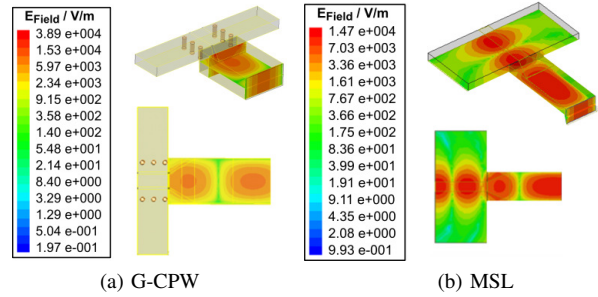 E_Field / V/m
3.89 e+004
1.53 e+004
5.97 e+003
2.34 e+003
9.15 e+002
3.58 e+002
1.40 e+002
5.48 e+001
2.14 e+001
8.40 e+000
3.29 e+000
1.29 e+000
5.04 e-001
1.97 e-001
(a) G-CPW
E_Field / V/m
1.47 e+004
7.03 e+003
3.36 e+003
1.61 e+003
7.67 e+002
3.66 e+002
1.75 e+002
8.36 e+001
3.99 e+001
1.91 e+001
9.11 e+000
4.35 e+000
2.08 e+000
9.93 e-001
(b) MSL